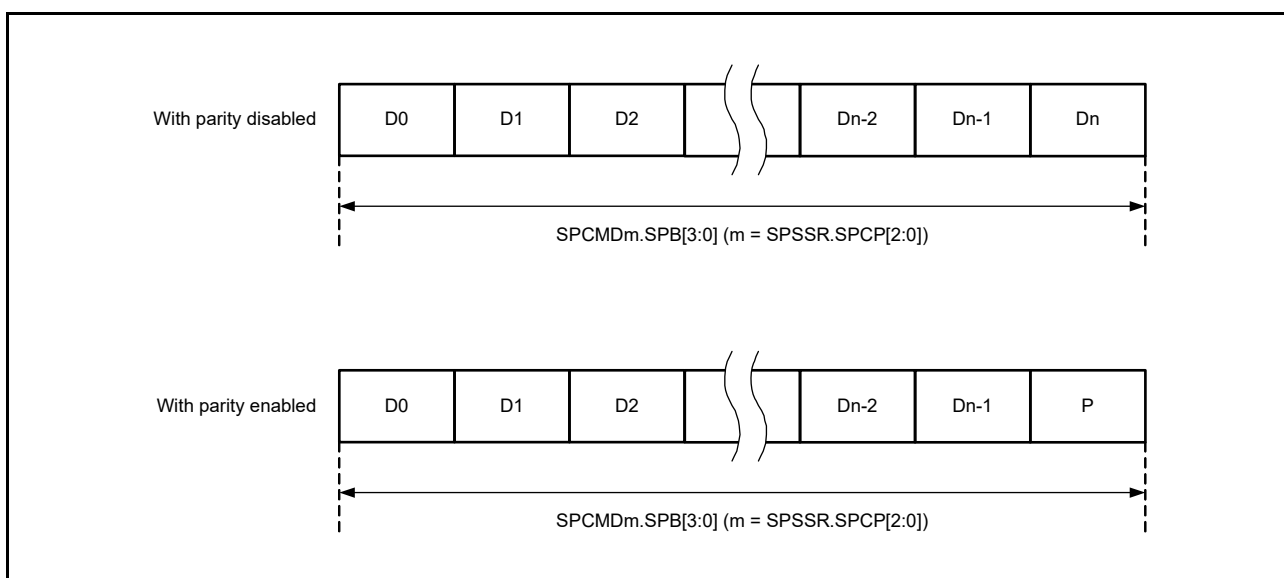 With parity disabled D0 D1 D2 Dn-2 Dn-1 Dn
SPCMDm.SPB[3:0] (m = SPSSR.SPCP[2:0])
With parity enabled D0 D1 D2 Dn-2 Dn-1 P
SPCMDm.SPB[3:0] (m = SPSSR.SPCP[2:0])